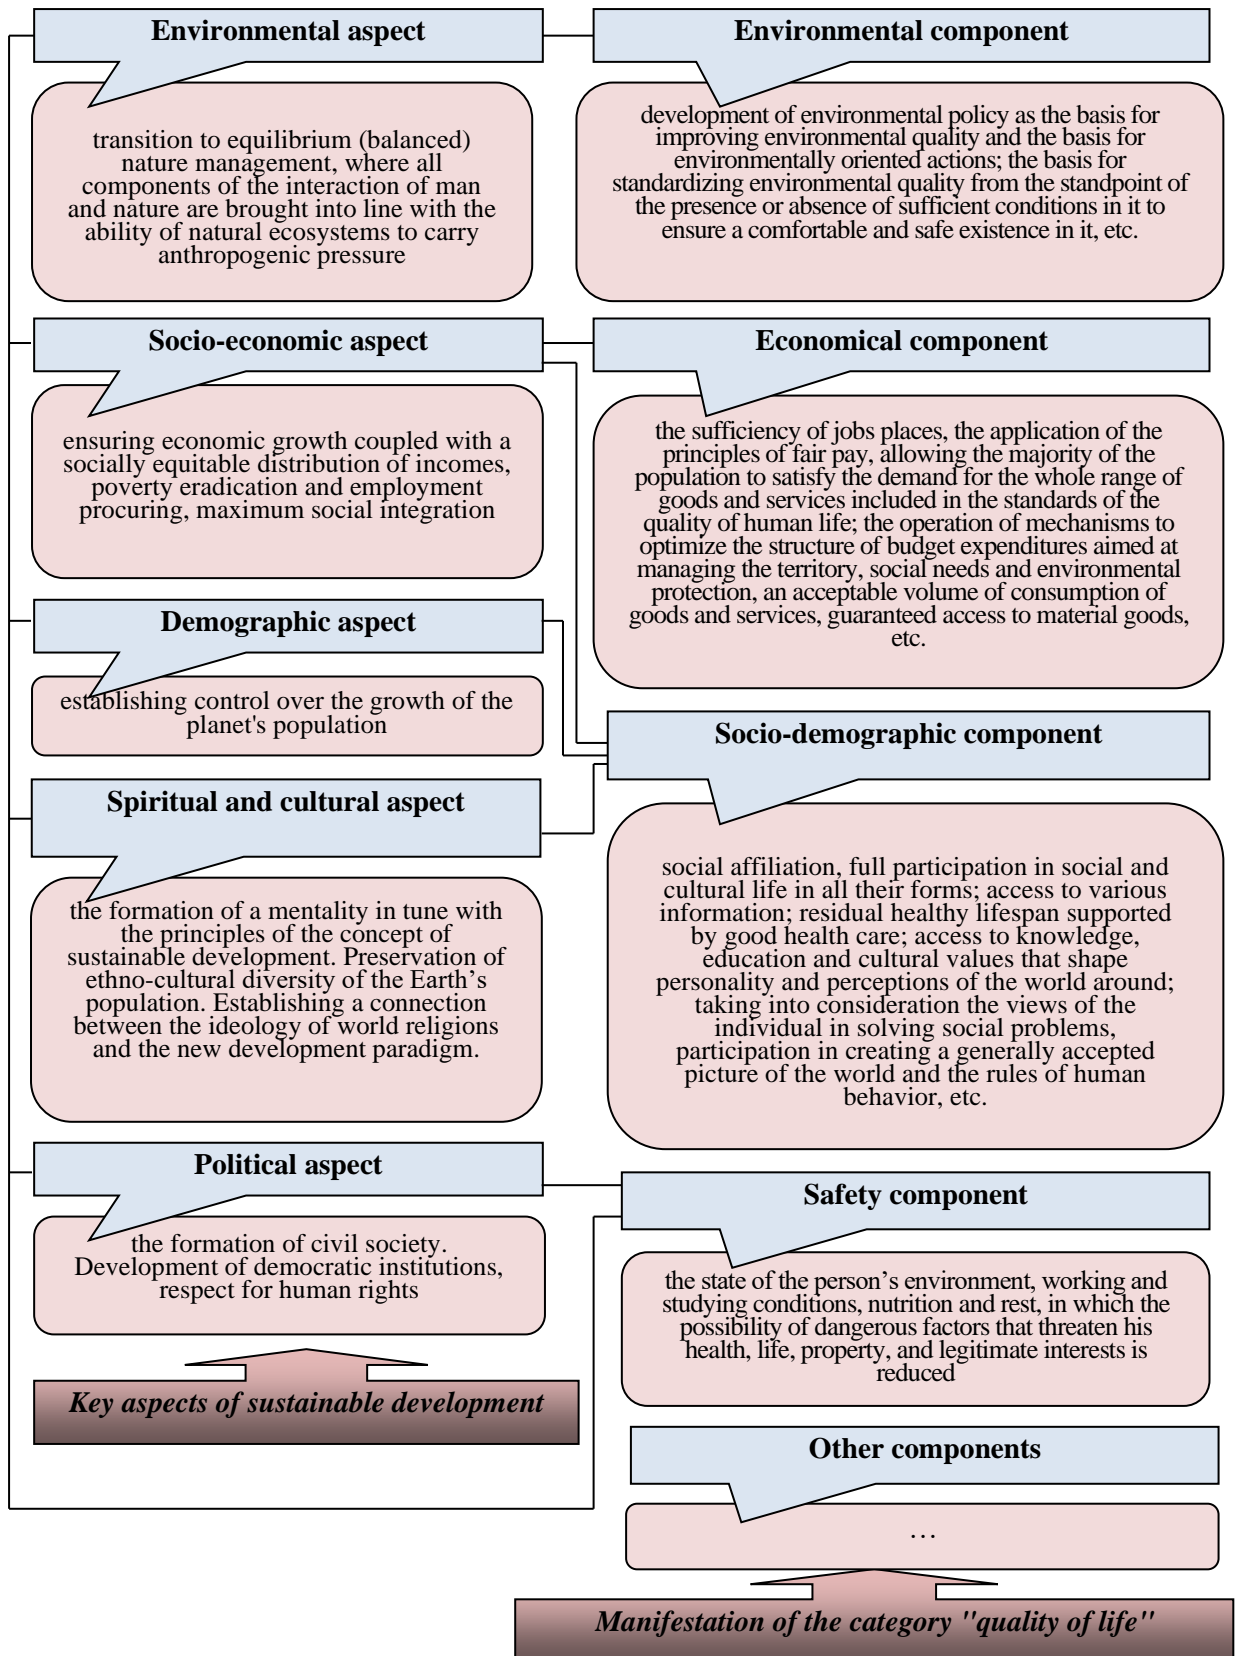 Environmental aspect
transition to equilibrium (balanced)
nature management, where all
components of the interaction of man
and nature are brought into line with the
ability of natural ecosystems to carry
anthropogenic pressure
Environmental component
development of environmental policy as the basis for
improving environmental quality and the basis for
environmentally oriented actions; the basis for
standardizing environmental quality from the standpoint of
the presence or absence of sufficient conditions in it to
ensure a comfortable and safe existence in it, etc.
Socio-economic aspect
ensuring economic growth coupled with a
socially equitable distribution of incomes,
poverty eradication and employment
procuring, maximum social integration
Economical component
the sufficiency of jobs places, the application of the
principles of fair pay, allowing the majority of the
population to satisfy the demand for the whole range of
goods and services included in the standards of the
quality of human life; the operation of mechanisms to
optimize the structure of budget expenditures aimed at
managing the territory, social needs and environmental
protection, an acceptable volume of consumption of
goods and services, guaranteed access to material goods,
etc.
Demographic aspect
establishing control over the growth of the
planet's population
Socio-demographic component
social affiliation, full participation in social and
cultural life in all their forms; access to various
information; residual healthy lifespan supported
by good health care; access to knowledge,
education and cultural values that shape
personality and perceptions of the world around;
taking into consideration the views of the
individual in solving social problems,
participation in creating a generally accepted
picture of the world and the rules of human
behavior, etc.
Spiritual and cultural aspect
the formation of a mentality in tune with
the principles of the concept of
sustainable development. Preservation of
ethno-cultural diversity of the Earth’s
population. Establishing a connection
between the ideology of world religions
and the new development paradigm.
Political aspect
the formation of civil society.
Development of democratic institutions,
respect for human rights
Safety component
the state of the person’s environment, working and
studying conditions, nutrition and rest, in which the
possibility of dangerous factors that threaten his
health, life, property, and legitimate interests is
reduced
Key aspects of sustainable development
Other components
…
Manifestation of the category "quality of life"